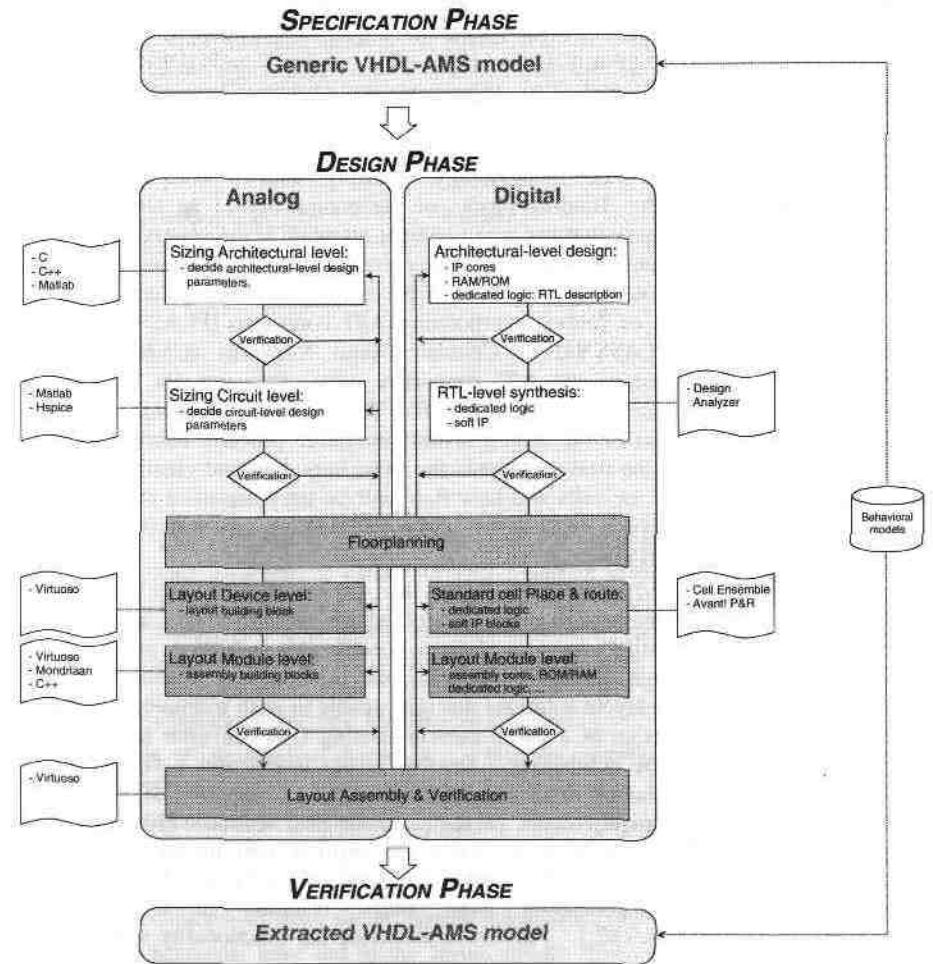 SPECIFICATION PHASE
Generic VHDL-AMS model
DESIGN PHASE
Analog
Digital
- C
- C++
- Matlab
Sizing Architectural level:
- decide architectural-level design
parameters.
Architectural-level design:
- IP cores
- RAM/ROM
- dedicated logic: RTL description
Verification
Verification
- Matlab
- Hspice
Sizing Circuit level:
- decide circuit-level design
parameters
RTL-level synthesis:
- dedicated logic
- soft IP
- Design
Analyzer
Verification
Verification
Behavioral
models
Floorplanning
- Virtuoso
Layout Device level:
- layout building block
Standard cell Place & route:
- dedicated logic
- soft IP blocks
- Cell Ensemble
- Avant! P&R
- Virtuoso
- Mondriaan
- C++
Layout Module level:
- assembly building blocks
Layout Module level:
- assembly cores, ROM/RAM
dedicated logic, ...
Verification
Verification
- Virtuoso
Layout Assembly & Verification
VERIFICATION PHASE
Extracted VHDL-AMS model